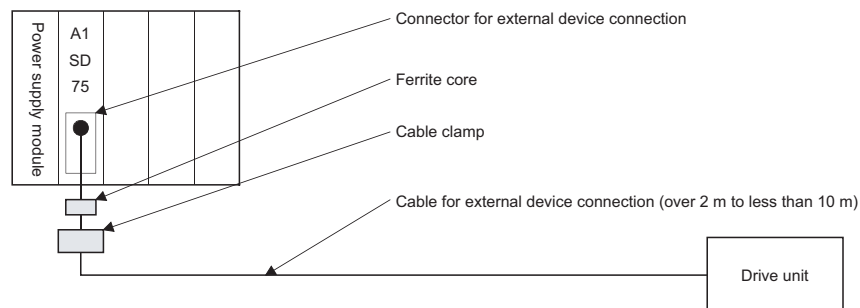 Power supply module
A1
SD
75
Connector for external device connection
Ferrite core
Cable clamp
Cable for external device connection (over 2 m to less than 10 m)
Drive unit